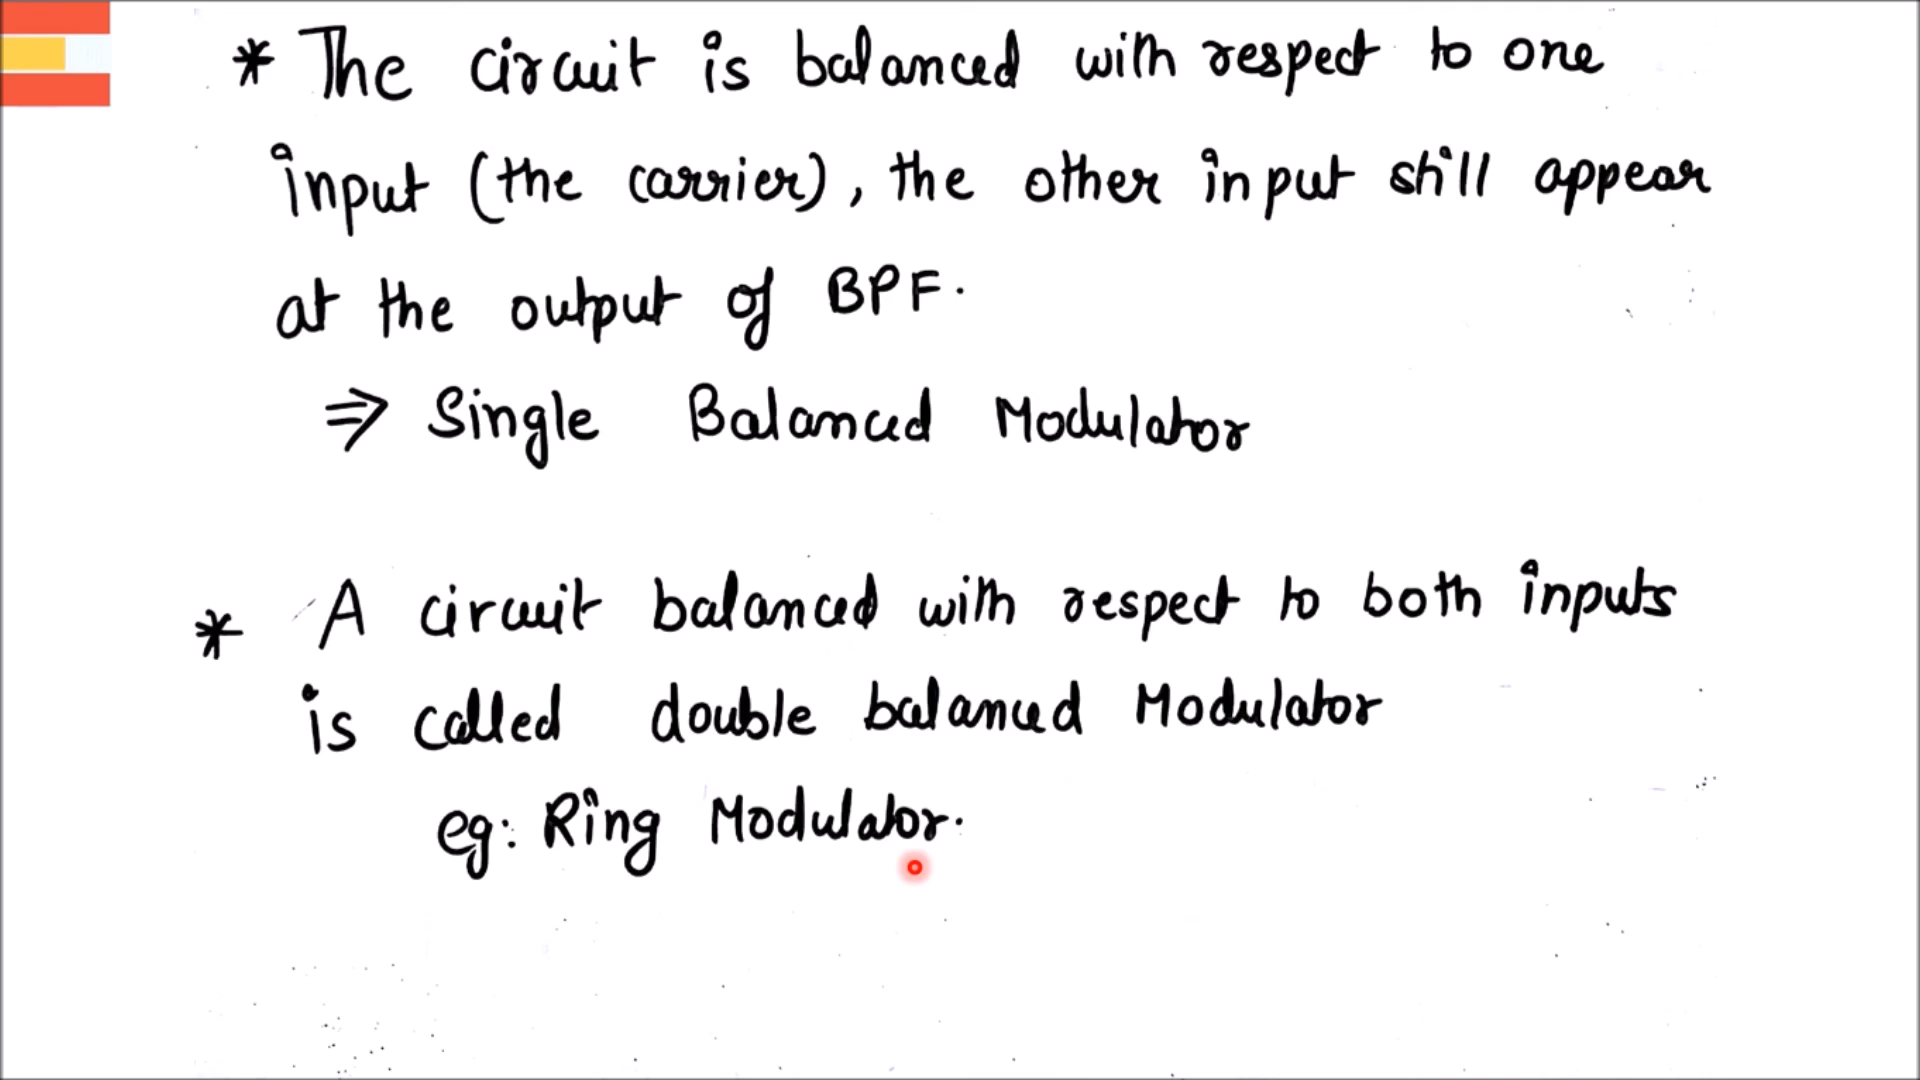 * The circuit is balanced with respect to one
input (the carrier), the other input still appear
at the output of BPF.
⇒ Single Balanced Modulator
* A circuit balanced with respect to both inputs
is called double balanced Modulator
eg: Ring Modulator.